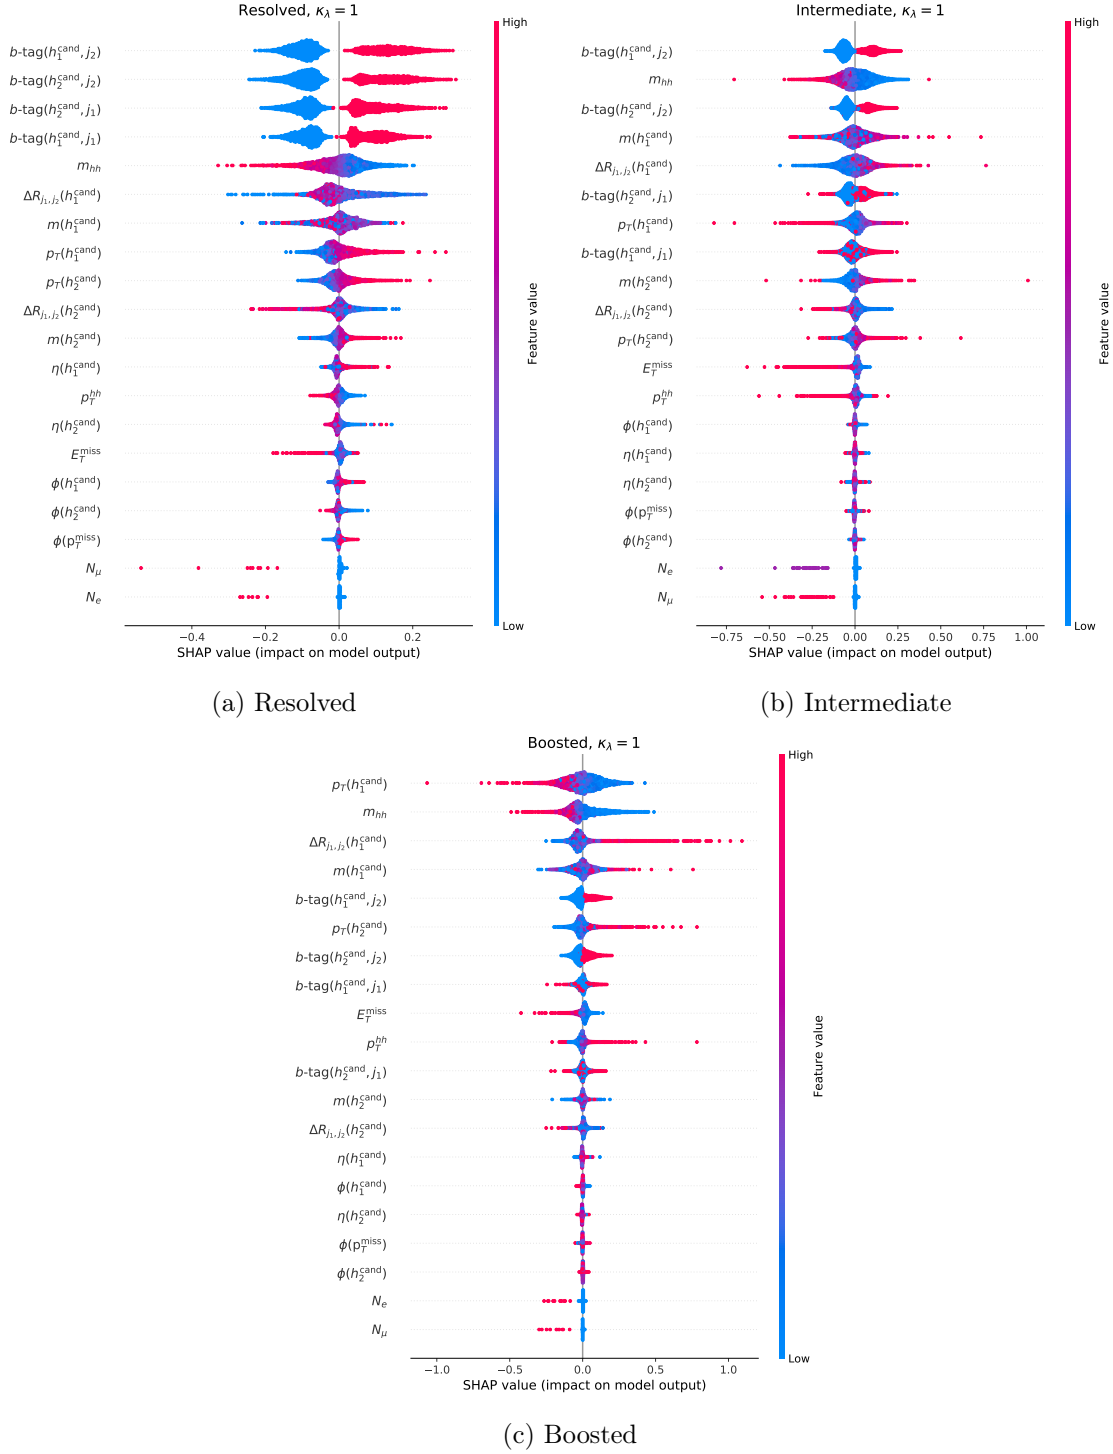 Resolved, κλ = 1
High
b-tag(h₁ᶜᵃⁿᵈ, j₂)
b-tag(h₂ᶜᵃⁿᵈ, j₂)
b-tag(h₂ᶜᵃⁿᵈ, j₁)
b-tag(h₁ᶜᵃⁿᵈ, j₁)
mhh
ΔRj₁, j₂(h₁ᶜᵃⁿᵈ)
m(h₁ᶜᵃⁿᵈ)
pT(h₁ᶜᵃⁿᵈ)
pT(h₂ᶜᵃⁿᵈ)
ΔRj₁, j₂(h₂ᶜᵃⁿᵈ)
m(h₂ᶜᵃⁿᵈ)
η(h₁ᶜᵃⁿᵈ)
pTʰʰ
η(h₂ᶜᵃⁿᵈ)
ETᵐⁱˢˢ
ϕ(h₁ᶜᵃⁿᵈ)
ϕ(h₂ᶜᵃⁿᵈ)
ϕ(pTᵐⁱˢˢ)
Nμ
Ne
Feature value
Low
−0.4 −0.2 0.0 0.2
SHAP value (impact on model output)
(a) Resolved
Intermediate, κλ = 1
High
b-tag(h₁ᶜᵃⁿᵈ, j₂)
mhh
b-tag(h₂ᶜᵃⁿᵈ, j₂)
m(h₁ᶜᵃⁿᵈ)
ΔRj₁, j₂(h₁ᶜᵃⁿᵈ)
b-tag(h₂ᶜᵃⁿᵈ, j₁)
pT(h₁ᶜᵃⁿᵈ)
b-tag(h₁ᶜᵃⁿᵈ, j₁)
m(h₂ᶜᵃⁿᵈ)
ΔRj₁, j₂(h₂ᶜᵃⁿᵈ)
pT(h₂ᶜᵃⁿᵈ)
ETᵐⁱˢˢ
pTʰʰ
ϕ(h₁ᶜᵃⁿᵈ)
η(h₁ᶜᵃⁿᵈ)
η(h₂ᶜᵃⁿᵈ)
ϕ(pTᵐⁱˢˢ)
ϕ(h₂ᶜᵃⁿᵈ)
Ne
Nμ
Feature value
Low
−0.75 −0.50 −0.25 0.00 0.25 0.50 0.75 1.00
SHAP value (impact on model output)
(b) Intermediate
Boosted, κλ = 1
High
pT(h₁ᶜᵃⁿᵈ)
mhh
ΔRj₁, j₂(h₁ᶜᵃⁿᵈ)
m(h₁ᶜᵃⁿᵈ)
b-tag(h₁ᶜᵃⁿᵈ, j₂)
pT(h₂ᶜᵃⁿᵈ)
b-tag(h₂ᶜᵃⁿᵈ, j₂)
b-tag(h₁ᶜᵃⁿᵈ, j₁)
ETᵐⁱˢˢ
pTʰʰ
b-tag(h₂ᶜᵃⁿᵈ, j₁)
m(h₂ᶜᵃⁿᵈ)
ΔRj₁, j₂(h₂ᶜᵃⁿᵈ)
η(h₁ᶜᵃⁿᵈ)
ϕ(h₁ᶜᵃⁿᵈ)
η(h₂ᶜᵃⁿᵈ)
ϕ(pTᵐⁱˢˢ)
ϕ(h₂ᶜᵃⁿᵈ)
Ne
Nμ
Feature value
Low
−1.0 −0.5 0.0 0.5 1.0
SHAP value (impact on model output)
(c) Boosted